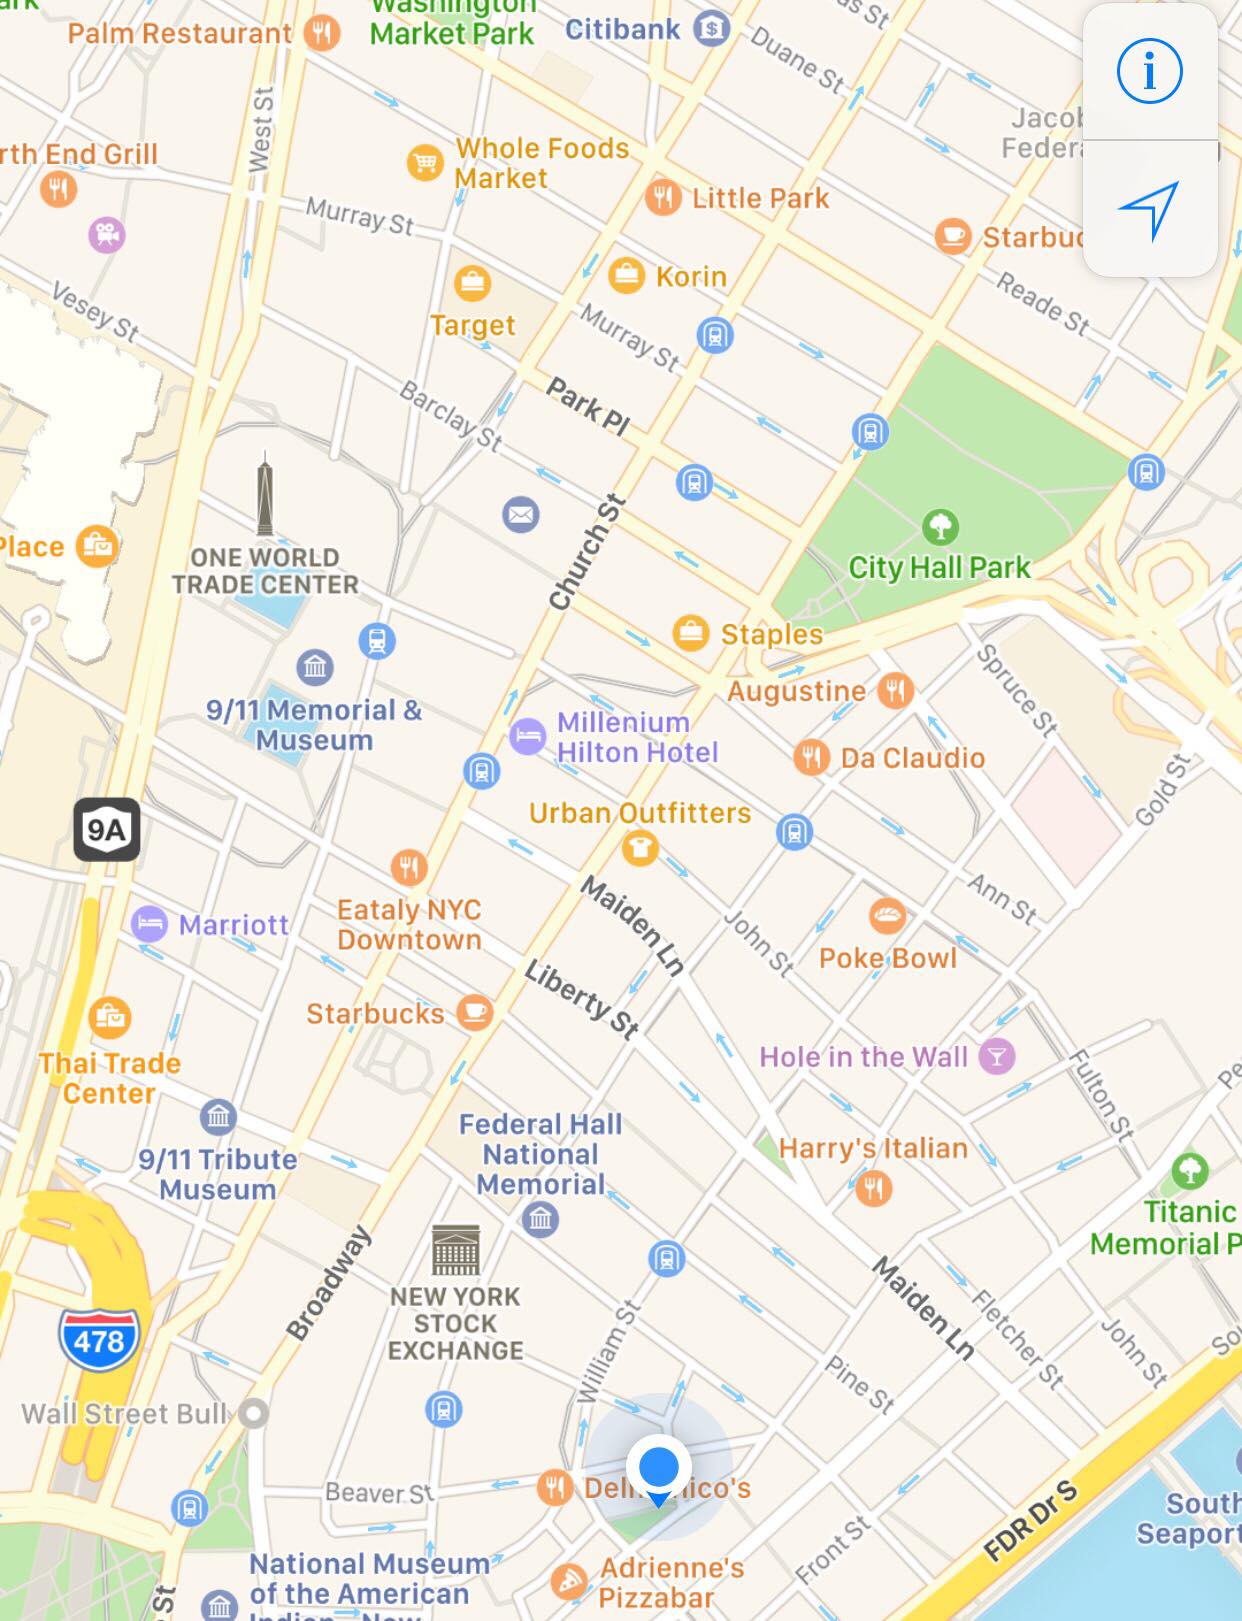 Washington
Market Park
Palm Restaurant
Citibank
Duane St
West St
Whole Foods
Market
End Grill
Little Park
Murray St
Reade St
Korin
Target
Vesey St
Murray St
Park Pl
Barclay St
Church St
Place
ONE WORLD
TRADE CENTER
City Hall Park
Staples
Spruce St
Augustine
9/11 Memorial &
Museum
Millenium
Hilton Hotel
Da Claudio
Gold St
Urban Outfitters
9A
Maiden Ln
Ann St
Eataly NYC
Downtown
Marriott
John St
Poke Bowl
Liberty St
Starbucks
Thai Trade
Center
Hole in the Wall
Fulton St
Federal Hall
National
Memorial
Harry's Italian
9/11 Tribute
Museum
Titanic
Memorial P
Broadway
NEW YORK
STOCK
EXCHANGE
Maiden Ln
Fletcher St
John St
478
William St
Pine St
Wall Street Bull
Beaver St
FDR Dr S
South
Seaport
Front St
National Museum
of the American
Adrienne's
Pizzabar
St